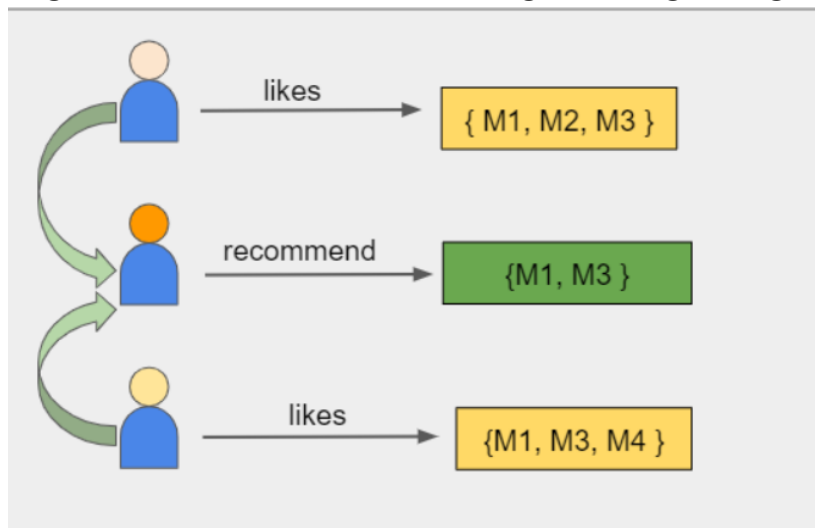 likes
{ M1, M2, M3 }
recommend
{M1, M3 }
likes
{M1, M3, M4 }